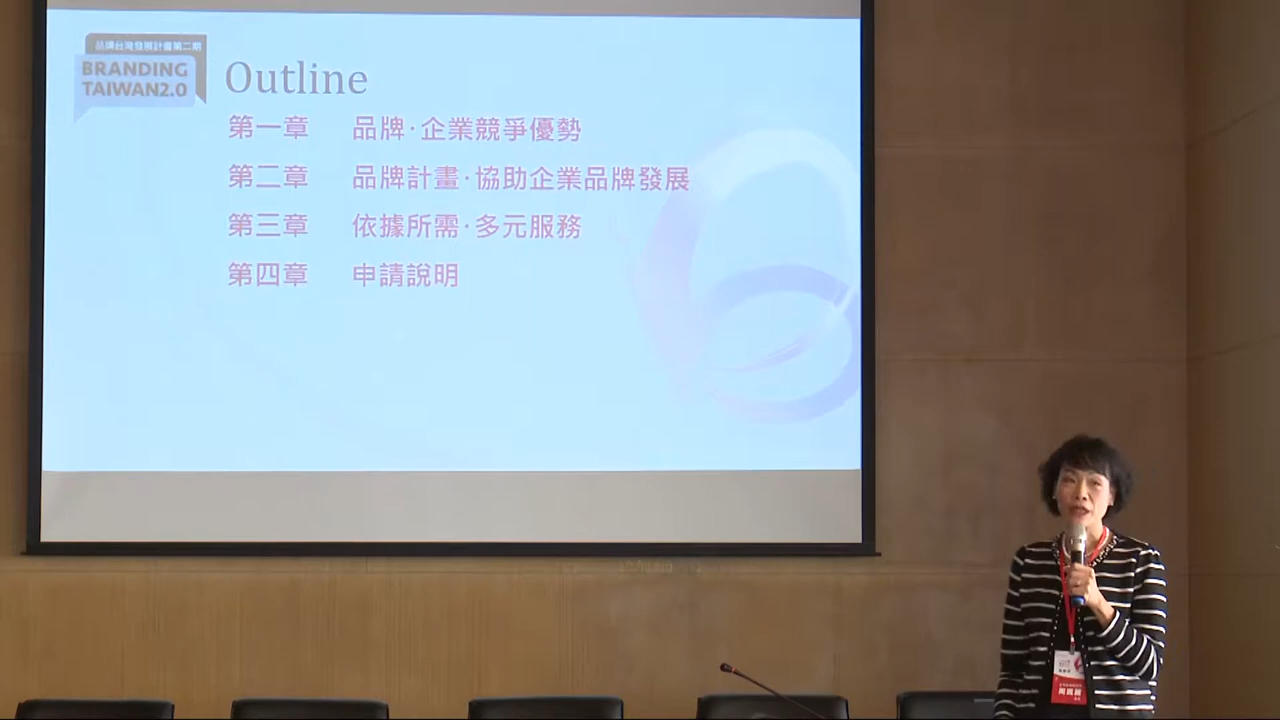 品牌台灣發展計畫第二期
BRANDING
TAIWAN2.0
Outline
第一章 品牌·企業競爭優勢
第二章 品牌計畫·協助企業品牌發展
第三章 依據所需·多元服務
第四章 申請說明